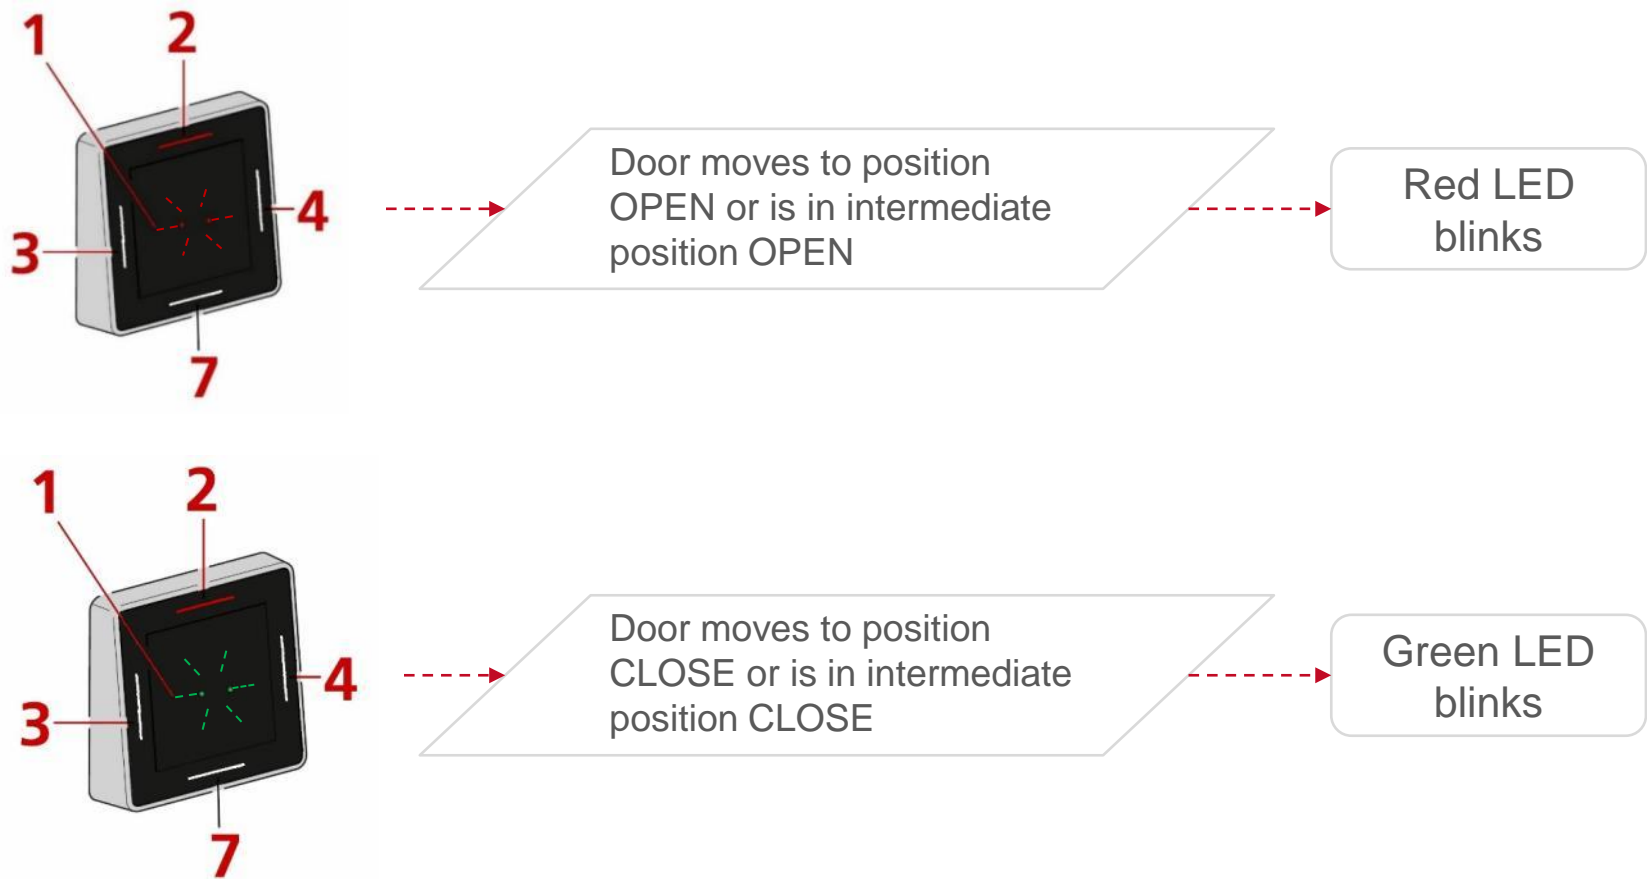 1
2
3
4
7
Door moves to position
OPEN or is in intermediate
position OPEN
Red LED
blinks
1
2
3
4
7
Door moves to position
CLOSE or is in intermediate
position CLOSE
Green LED
blinks